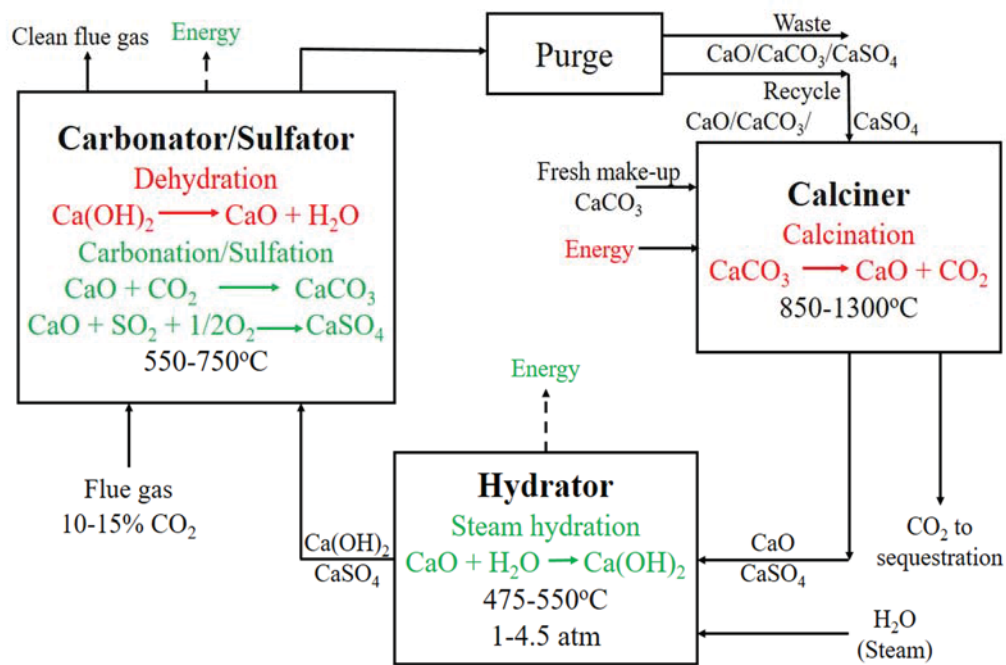 Clean flue gas
Energy
Purge
Waste
CaO/CaCO₃/CaSO₄
Recycle
CaO/CaCO₃/
CaSO₄
Carbonator/Sulfator
Dehydration
Ca(OH)₂ → CaO + H₂O
Carbonation/Sulfation
CaO + CO₂ → CaCO₃
CaO + SO₂ + 1/2O₂ → CaSO₄
550-750°C
Fresh make-up
CaCO₃
Energy
Calciner
Calcination
CaCO₃ → CaO + CO₂
850-1300°C
Flue gas
10-15% CO₂
Energy
Ca(OH)₂
CaSO₄
Hydrator
Steam hydration
CaO + H₂O → Ca(OH)₂
475-550°C
1-4.5 atm
CaO
CaSO₄
H₂O
(Steam)
CO₂ to
sequestration